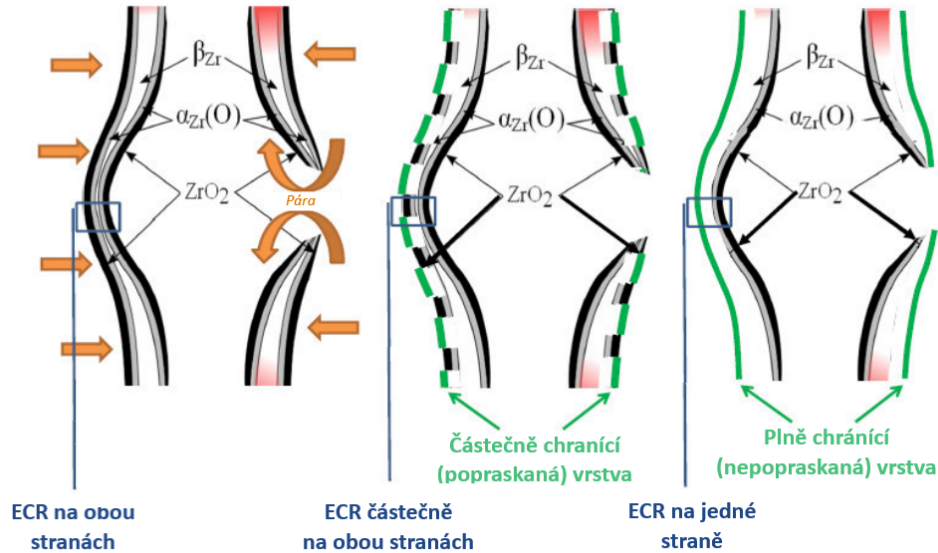 βZr
αZr(O)
ZrO2
Pára
βZr
αZr(O)
ZrO2
βZr
αZr(O)
ZrO2
Částečně chranící
(popraskaná) vrstva
Plně chránící
(nepopraskaná) vrstva
ECR na obou
stranách
ECR částečně
na obou stranách
ECR na jedné
straně